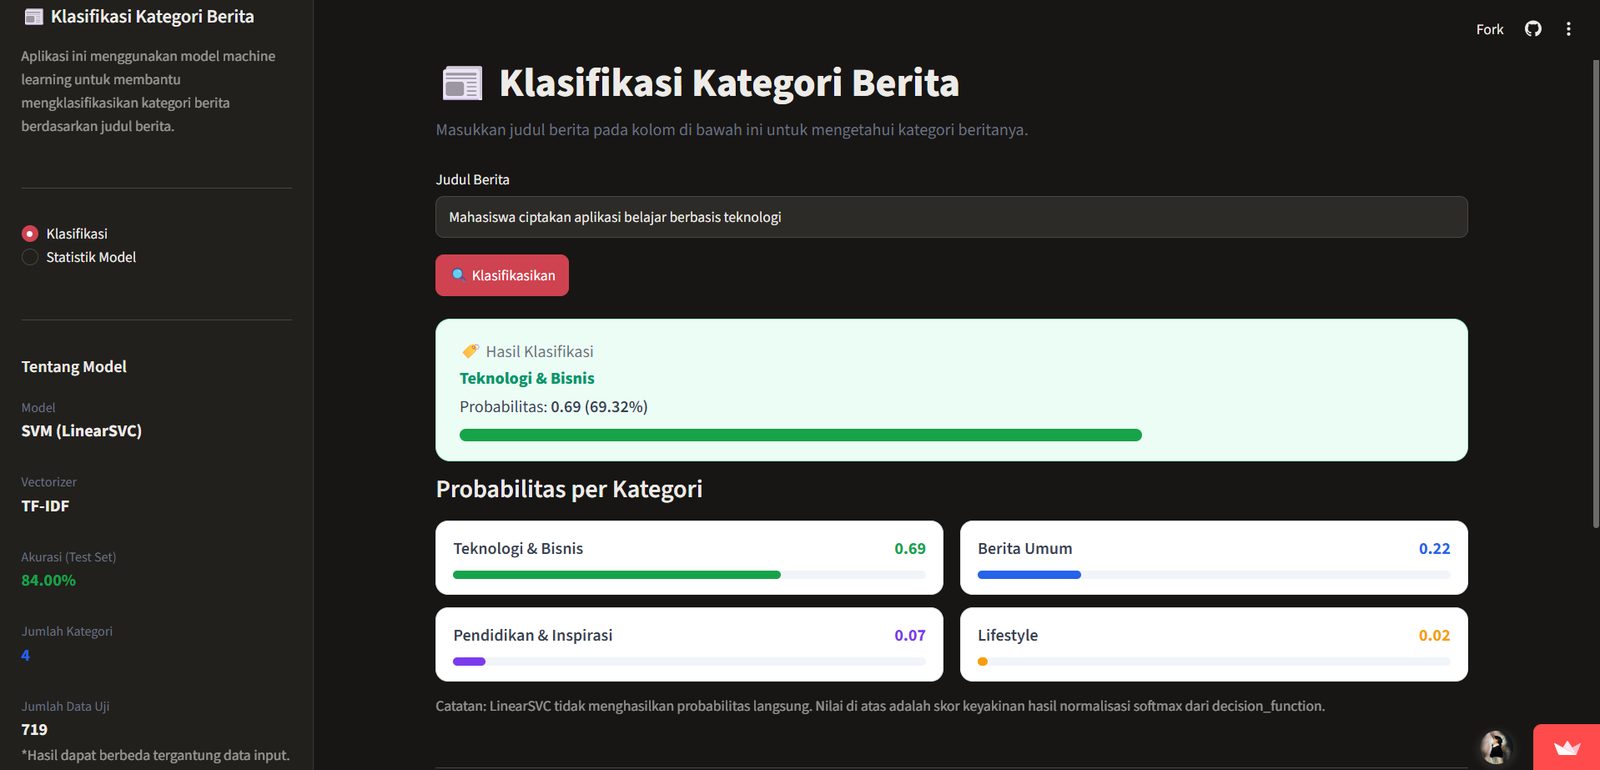 Klasifikasi Kategori Berita
Aplikasi ini menggunakan model machine
learning untuk membantu
mengklasifikasikan kategori berita
berdasarkan judul berita.
Klasifikasi
Statistik Model
Tentang Model
Model
SVM (LinearSVC)
Vectorizer
TF-IDF
Akurasi (Test Set)
84.00%
Jumlah Kategori
4
Jumlah Data Uji
719
*Hasil dapat berbeda tergantung data input.
Fork
Klasifikasi Kategori Berita
Masukkan judul berita pada kolom di bawah ini untuk mengetahui kategori beritanya.
Judul Berita
Mahasiswa ciptakan aplikasi belajar berbasis teknologi
Klasifikasikan
Hasil Klasifikasi
Teknologi & Bisnis
Probabilitas: 0.69 (69.32%)
Probabilitas per Kategori
Teknologi & Bisnis 0.69
Berita Umum 0.22
Pendidikan & Inspirasi 0.07
Lifestyle 0.02
Catatan: LinearSVC tidak menghasilkan probabilitas langsung. Nilai di atas adalah skor keyakinan hasil normalisasi softmax dari decision_function.